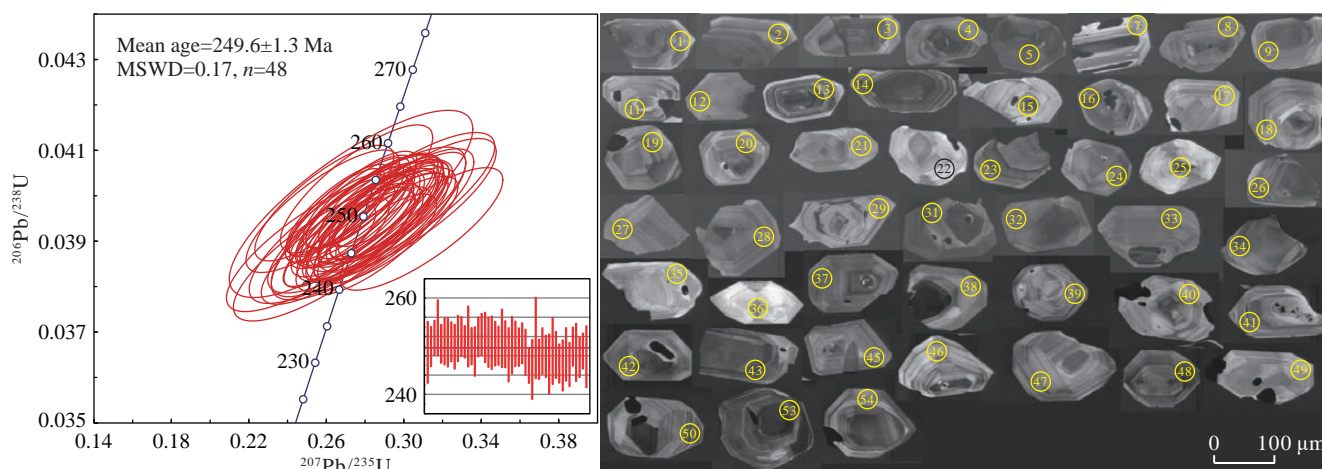 Mean age=249.6±1.3 Ma
MSWD=0.17, n=48
0.043
0.041
0.039
0.037
0.035
²⁰⁶Pb/²³⁸U
270
260
250
240
230
260
240
0.14
0.18
0.22
0.26
0.30
0.34
0.38
²⁰⁷Pb/²³⁵U
1 2 3 4 5 7 8 9
11 12 13 14 15 16 17 18
19 20 21 22 23 24 25 26
27 28 29 31 32 33 34
35 36 37 38 39 40 41
42 43 45 46 47 48 49
50 53 54
0 100 μm